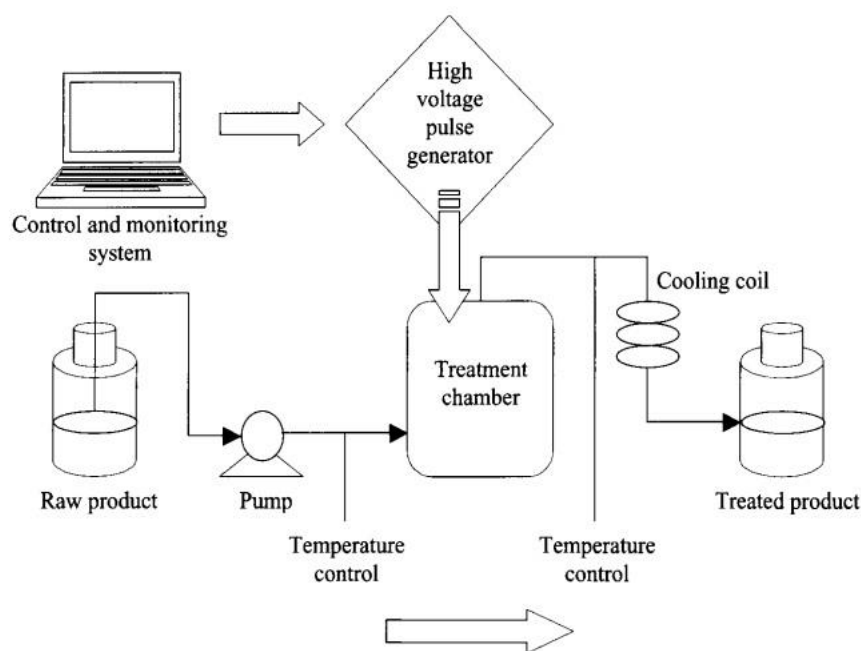 High
voltage
pulse
generator
Control and monitoring
system
Cooling coil
Treatment
chamber
Raw product
Pump
Treated product
Temperature
control
Temperature
control